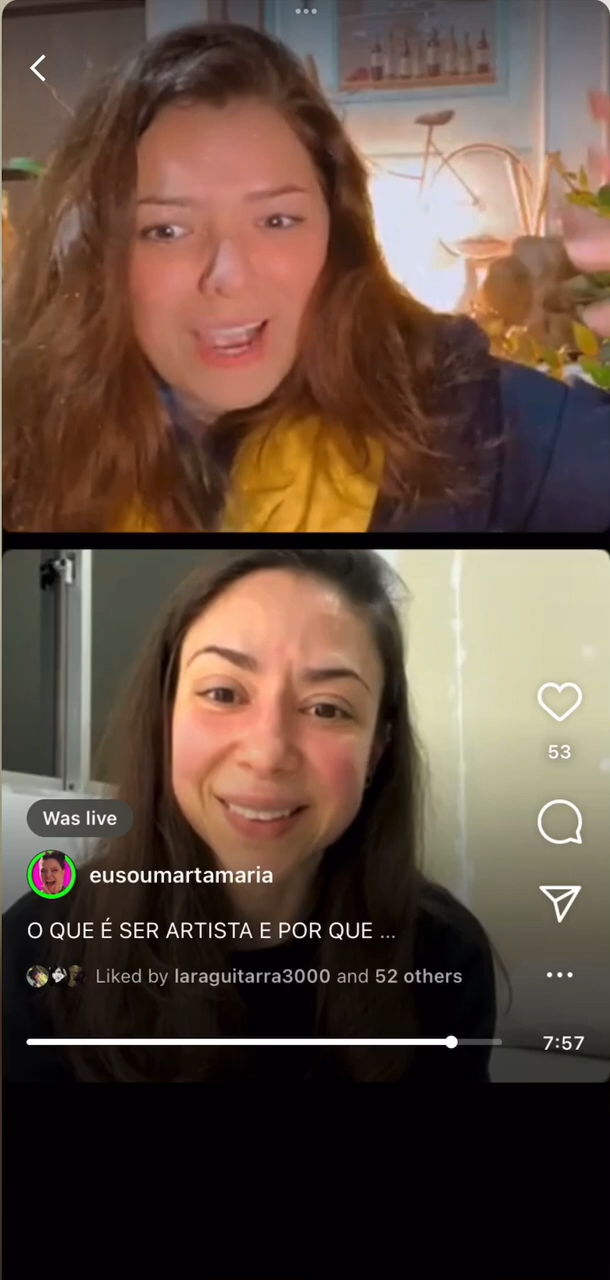 53
Was live
eusoumartamaria
O QUE É SER ARTISTA E POR QUE ...
Liked by laraguitarra3000 and 52 others
7:57